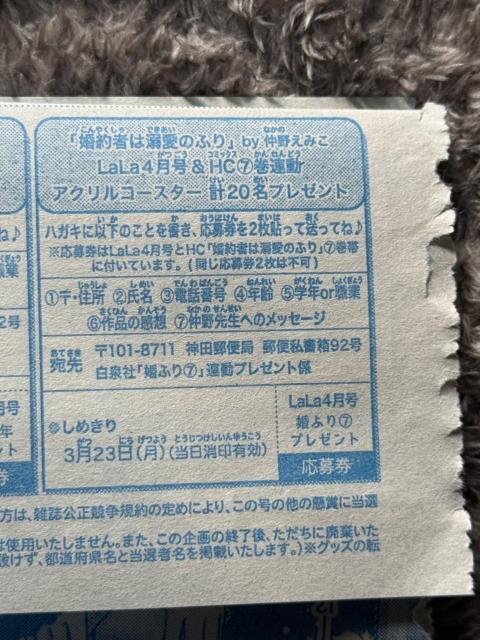 「婚約者は溺愛のふり」by 仲野えみこ
LaLa4月号&HC⑦巻連動
アクリルコースター 計20名プレゼント
ハガキに以下のことを書き、応募券を2枚貼って送ってね♪
※応募券はLaLa4月号とHC「婚約者は溺愛のふり」⑦巻帯
に付いています。(同じ応募券2枚は不可)
①〒・住所 ②氏名 ③電話番号 ④年齢 ⑤学年or職業
⑥作品の感想 ⑦仲野先生へのメッセージ
宛先
〒101-8711 神田郵便局 郵便私書箱92号
白泉社「婚ふり⑦」連動プレゼント係
※しめきり
3月23日(月)(当日消印有効)
LaLa4月号
婚ふり⑦
プレゼント
応募券
ね♪
職業
2号
月号
年
ント
券
方は、雑誌公正競争規約の定めにより、この号の他の懸賞に当選
は使用いたしません。また、この企画の終了後、ただちに廃棄いた
設けず、都道府県名と当選者名を掲載いたします。)※グッズの転